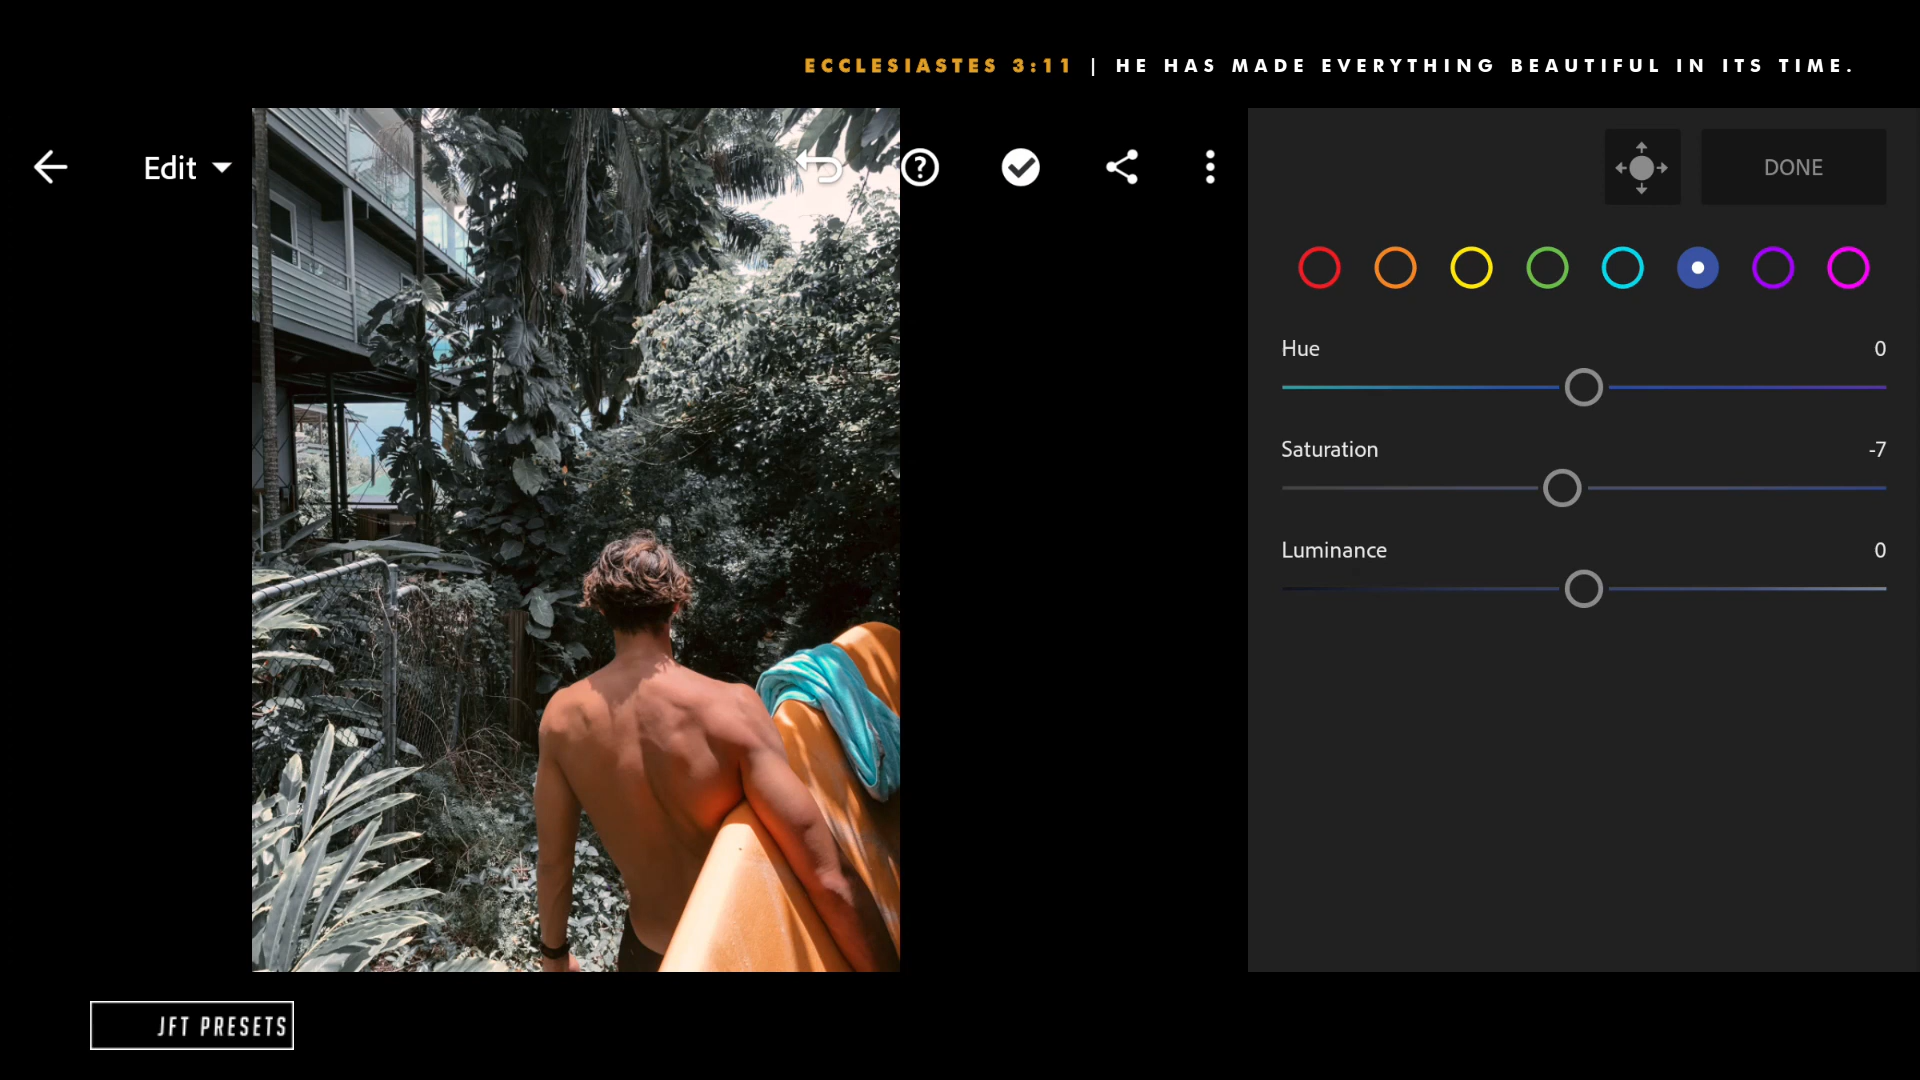 ECCLESIASTES 3:11 | HE HAS MADE EVERYTHING BEAUTIFUL IN ITS TIME.
Edit
DONE
Hue 0
Saturation -7
Luminance 0
JFT PRESETS